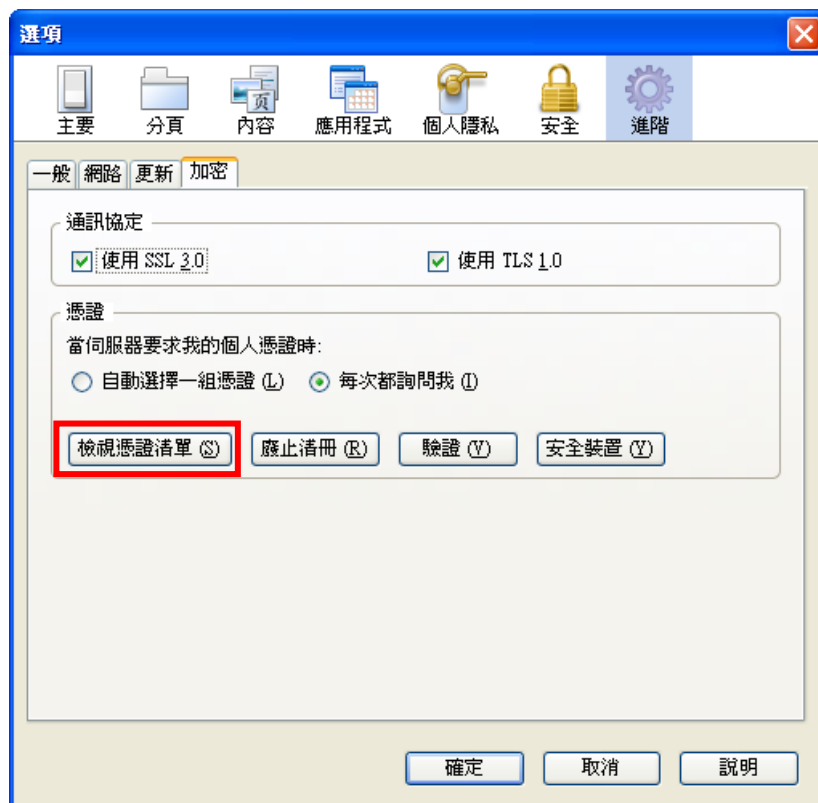 選項
主要 分頁 内容 應用程式 個人隱私 安全 進階
页
一般 網路 更新 加密
通訊協定
使用 SSL 3.0 使用 TLS 1.0
憑證
當伺服器要求我的個人憑證時:
自動選擇一組憑證 (L) 每次都詢問我 (I)
檢視憑證清單 (S) 廢止清冊 (R) 驗證 (V) 安全裝置 (Y)
確定 取消 說明